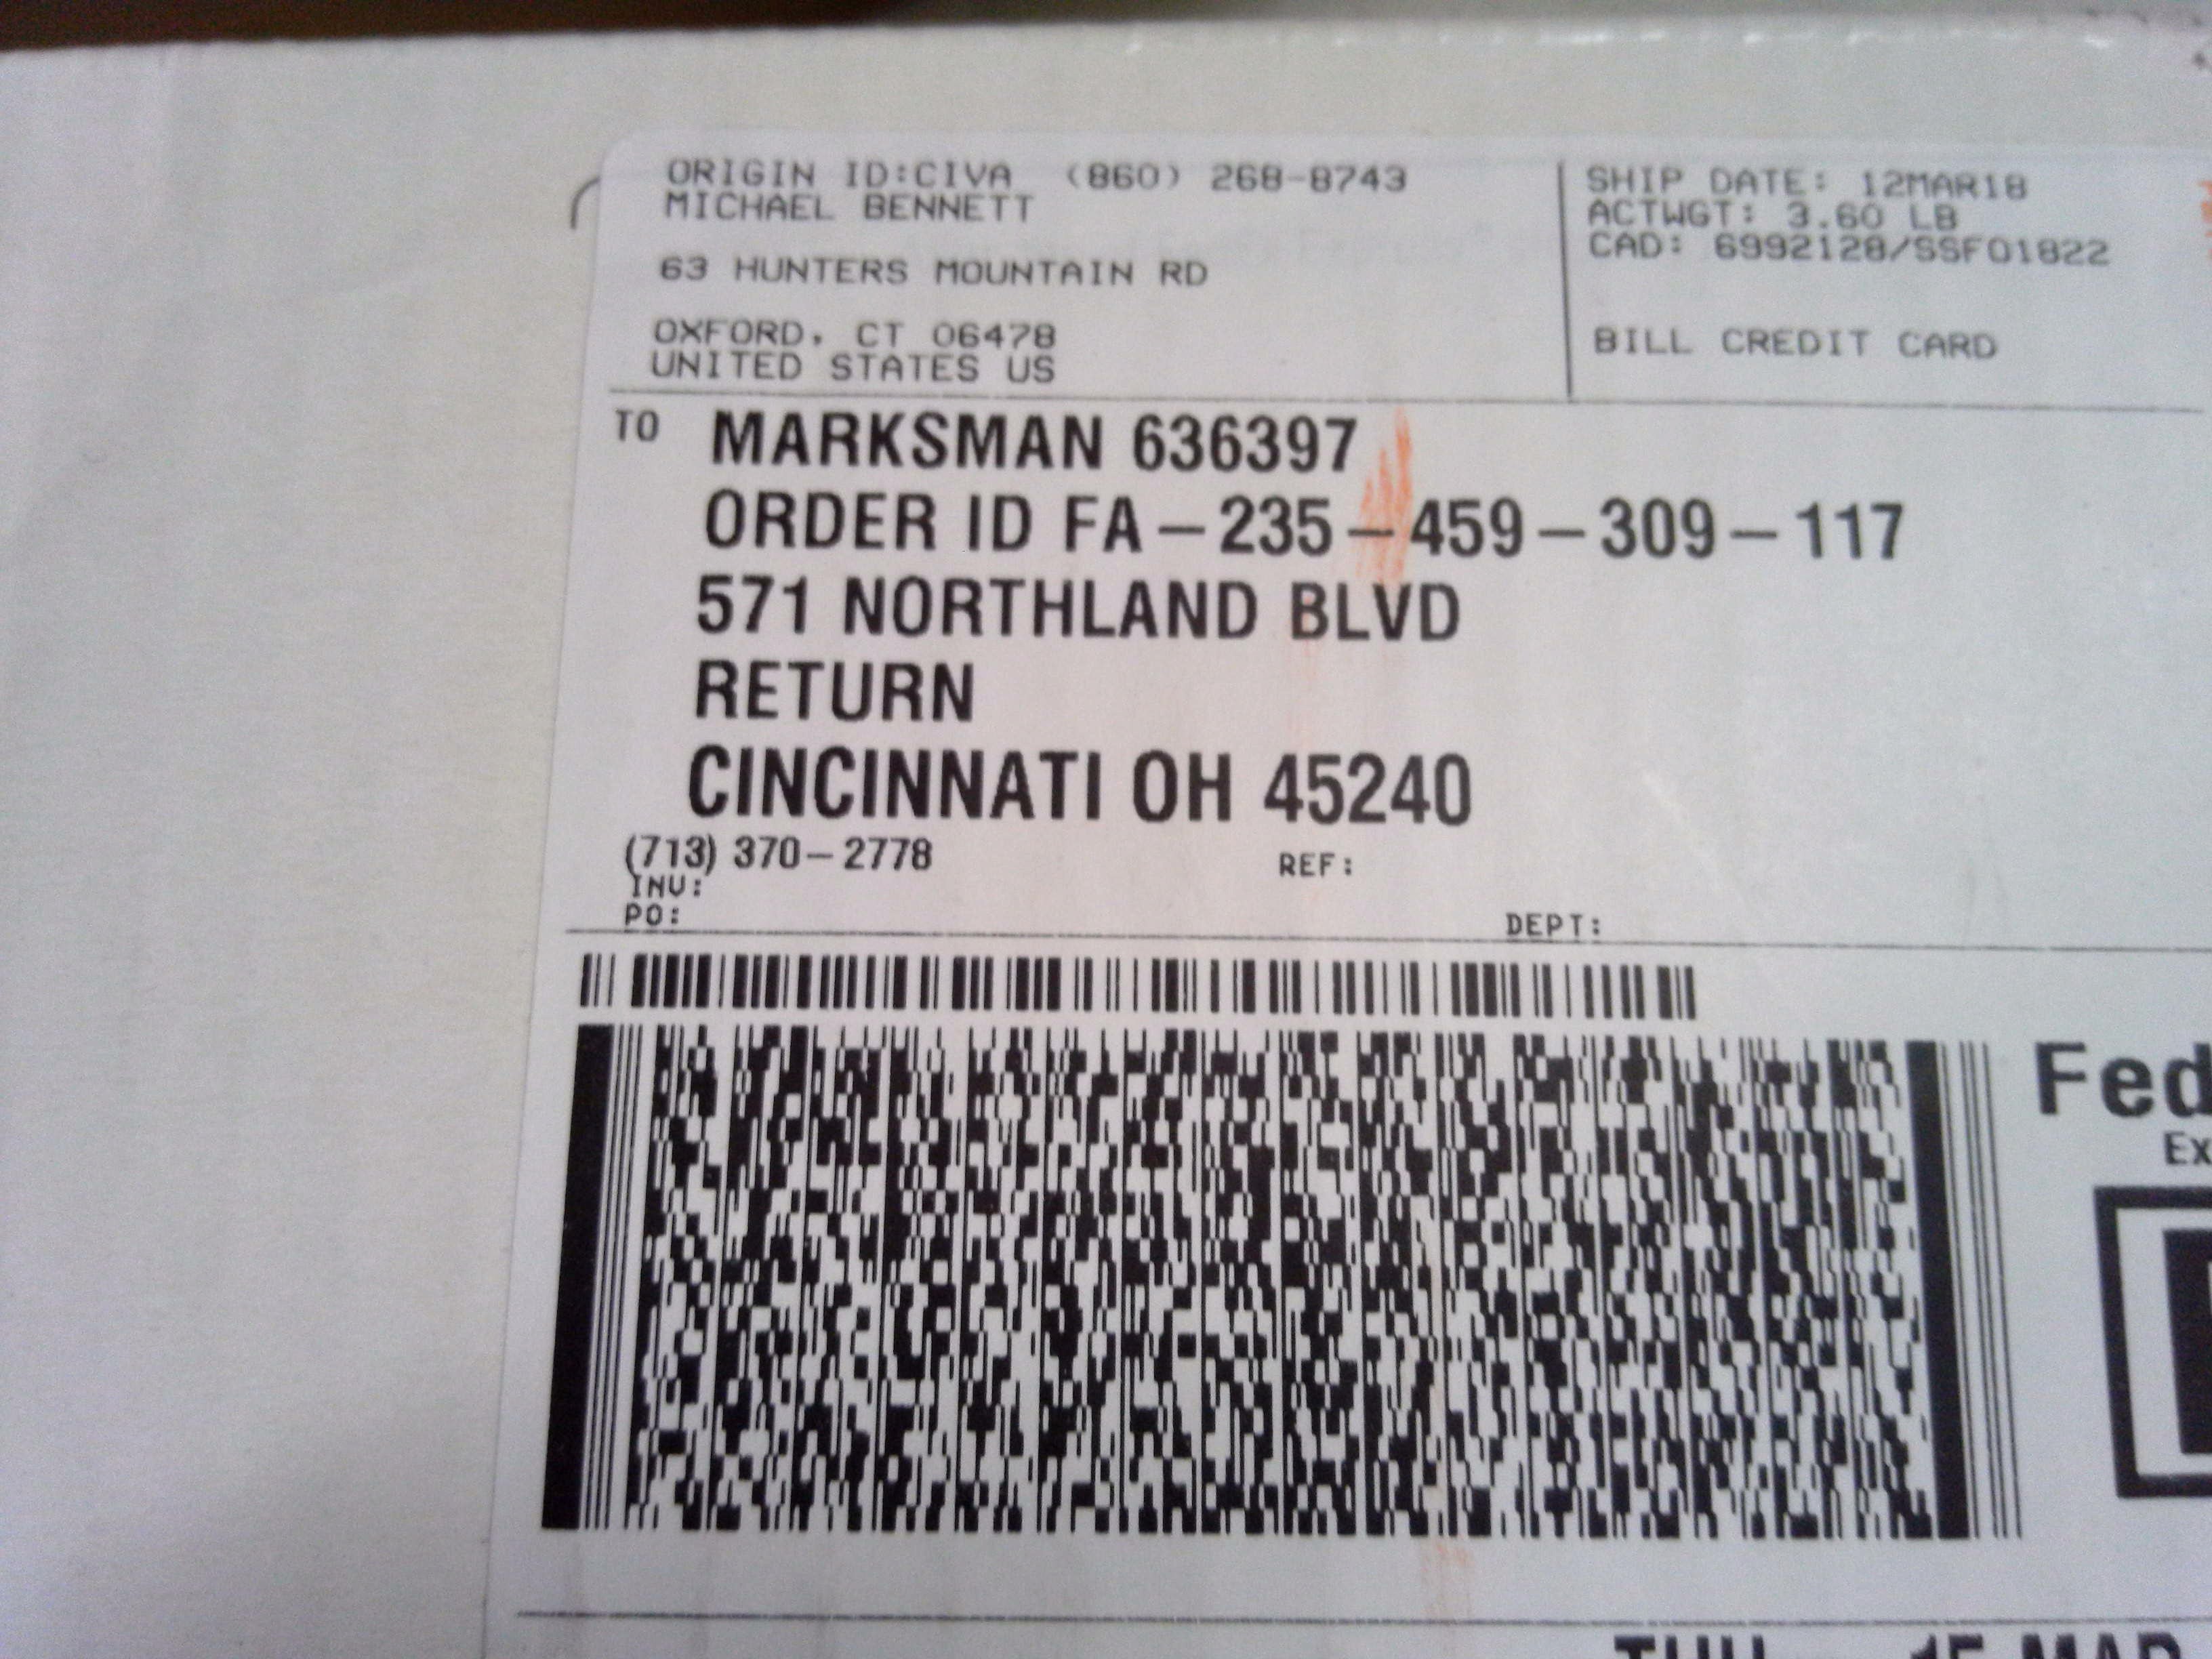 ORIGIN ID:CIVA (860) 268-8743
MICHAEL BENNETT
63 HUNTERS MOUNTAIN RD
OXFORD, CT 06478
UNITED STATES US
SHIP DATE: 12MAR18
ACTWGT: 3.60 LB
CAD: 6992128/SSFO1822
BILL CREDIT CARD
TO MARKSMAN 636397
ORDER ID FA-235-459-309-117
571 NORTHLAND BLVD
RETURN
CINCINNATI OH 45240
(713) 370-2778
REF:
INV:
PO:
DEPT:
Fed
Ex